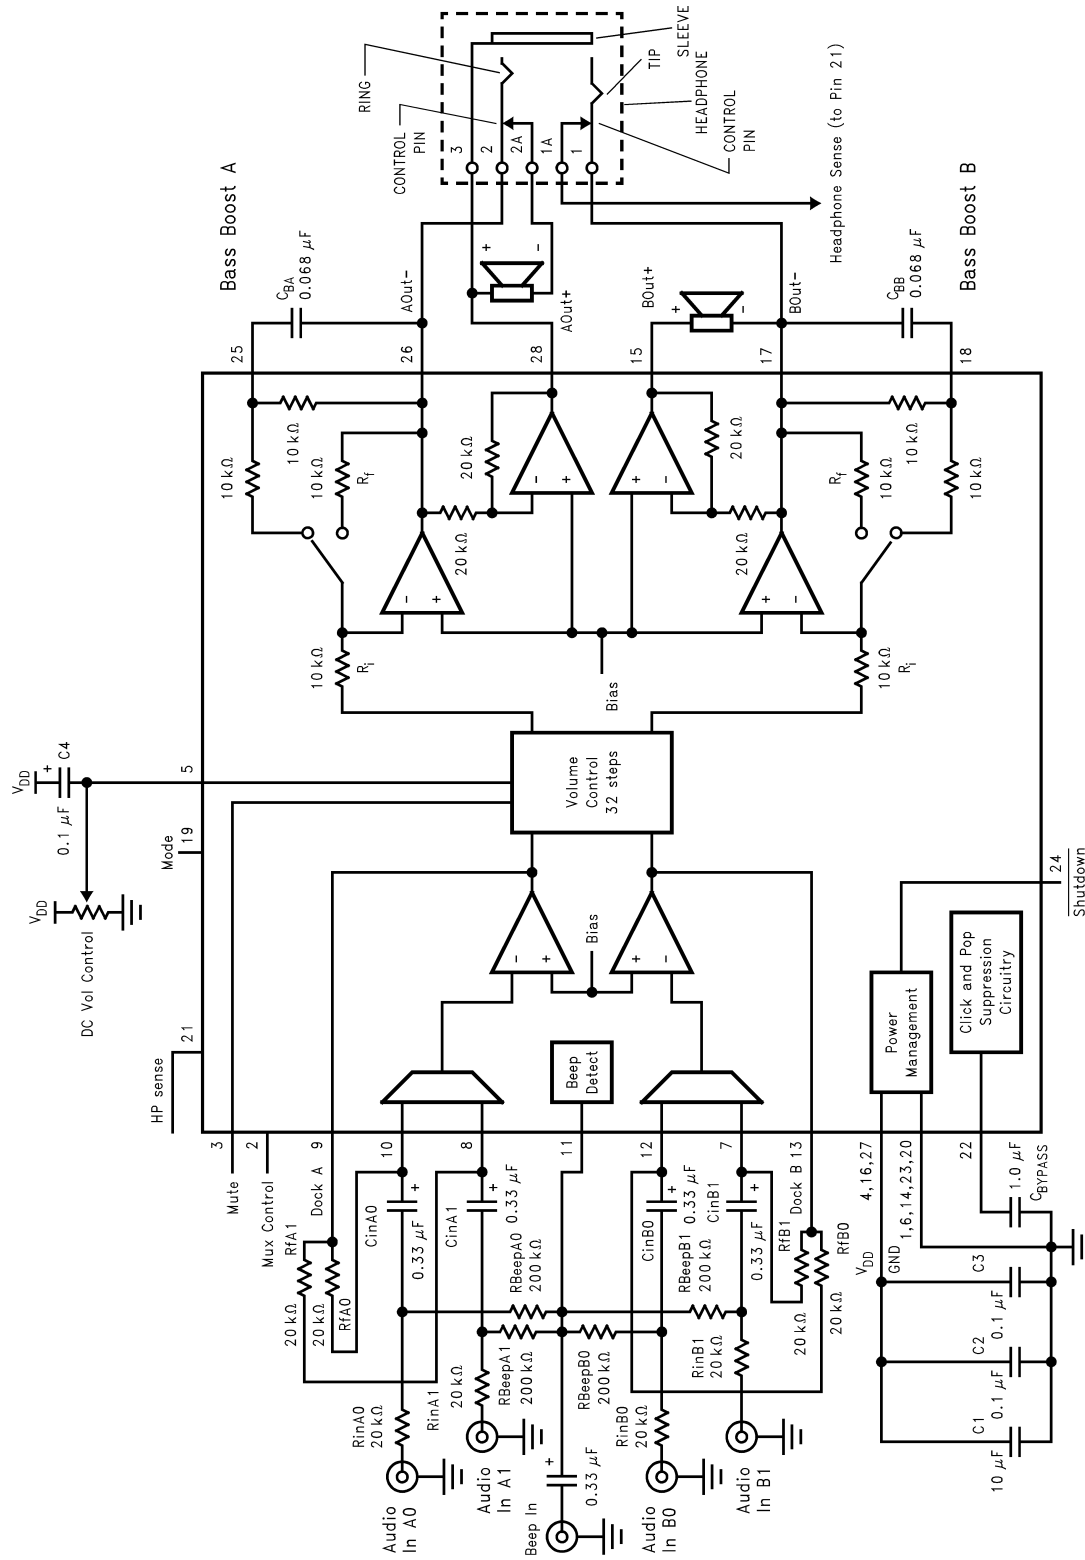 RING
CONTROL
PIN
3
2
2A
1A
1
TIP
SLEEVE
HEADPHONE
CONTROL
PIN
Headphone Sense (to Pin 21)
Bass Boost A
C_BA
0.068 µF
AOut-
+
-
AOut+
BOut+
+
-
BOut-
C_BB
0.068 µF
Bass Boost B
25
26
28
15
17
18
10 kΩ
10 kΩ
10 kΩ
R_f
20 kΩ
20 kΩ
-
+
-
+
+
-
20 kΩ
20 kΩ
+
-
R_f
10 kΩ
10 kΩ
10 kΩ
10 kΩ
R_i
Bias
10 kΩ
R_i
V_DD
+
C4
0.1 µF
5
Mode
19
V_DD
DC Vol Control
HP sense
21
Volume
Control
32 steps
-
+
Bias
+
-
Beep
Detect
Power
Management
Click and Pop
Suppression
Circuitry
24
Shutdown
3
2
9
10
8
11
12
7
13
4,16,27
1,6,14,23,20
22
Mute
Mux Control
Dock A
RfA1
20 kΩ
20 kΩ
RfA0
CinA0
+
0.33 µF
CinA1
+
0.33 µF
RBeepA0
200 kΩ
CinB0
+
0.33 µF
RBeepB1
200 kΩ
CinB1
+
0.33 µF
Dock B
RfB1
20 kΩ
RfB0
20 kΩ
V_DD
GND
1.0 µF
C_BYPASS
C3
0.1 µF
C2
0.1 µF
C1
10 µF
RinA0
20 kΩ
RinA1
20 kΩ
RBeepA1
200 kΩ
RBeepB0
200 kΩ
RinB0
20 kΩ
RinB1
20 kΩ
Audio
In A0
Audio
In A1
Beep In
+
0.33 µF
Audio
In B0
Audio
In B1